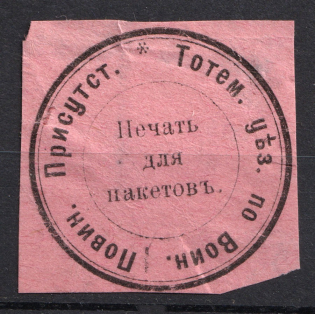 * Тотем. уѣз. по Воин. Повин. Присутст.
Печать
для
пакетовъ.